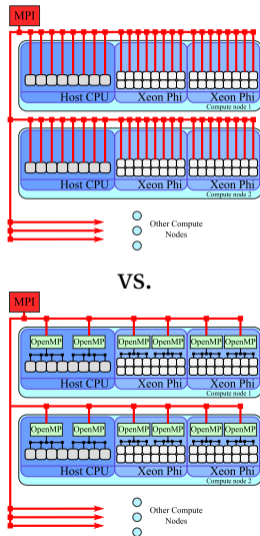 MPI
Host CPU Xeon Phi Xeon Phi
Compute node 1
Host CPU Xeon Phi Xeon Phi
Compute node 2
Other Compute
Nodes
vs.
MPI
OpenMP OpenMP OpenMP OpenMP OpenMP OpenMP
Host CPU Xeon Phi Xeon Phi
Compute node 1
OpenMP OpenMP OpenMP OpenMP OpenMP OpenMP
Host CPU Xeon Phi Xeon Phi
Compute node 2
Other Compute
Nodes